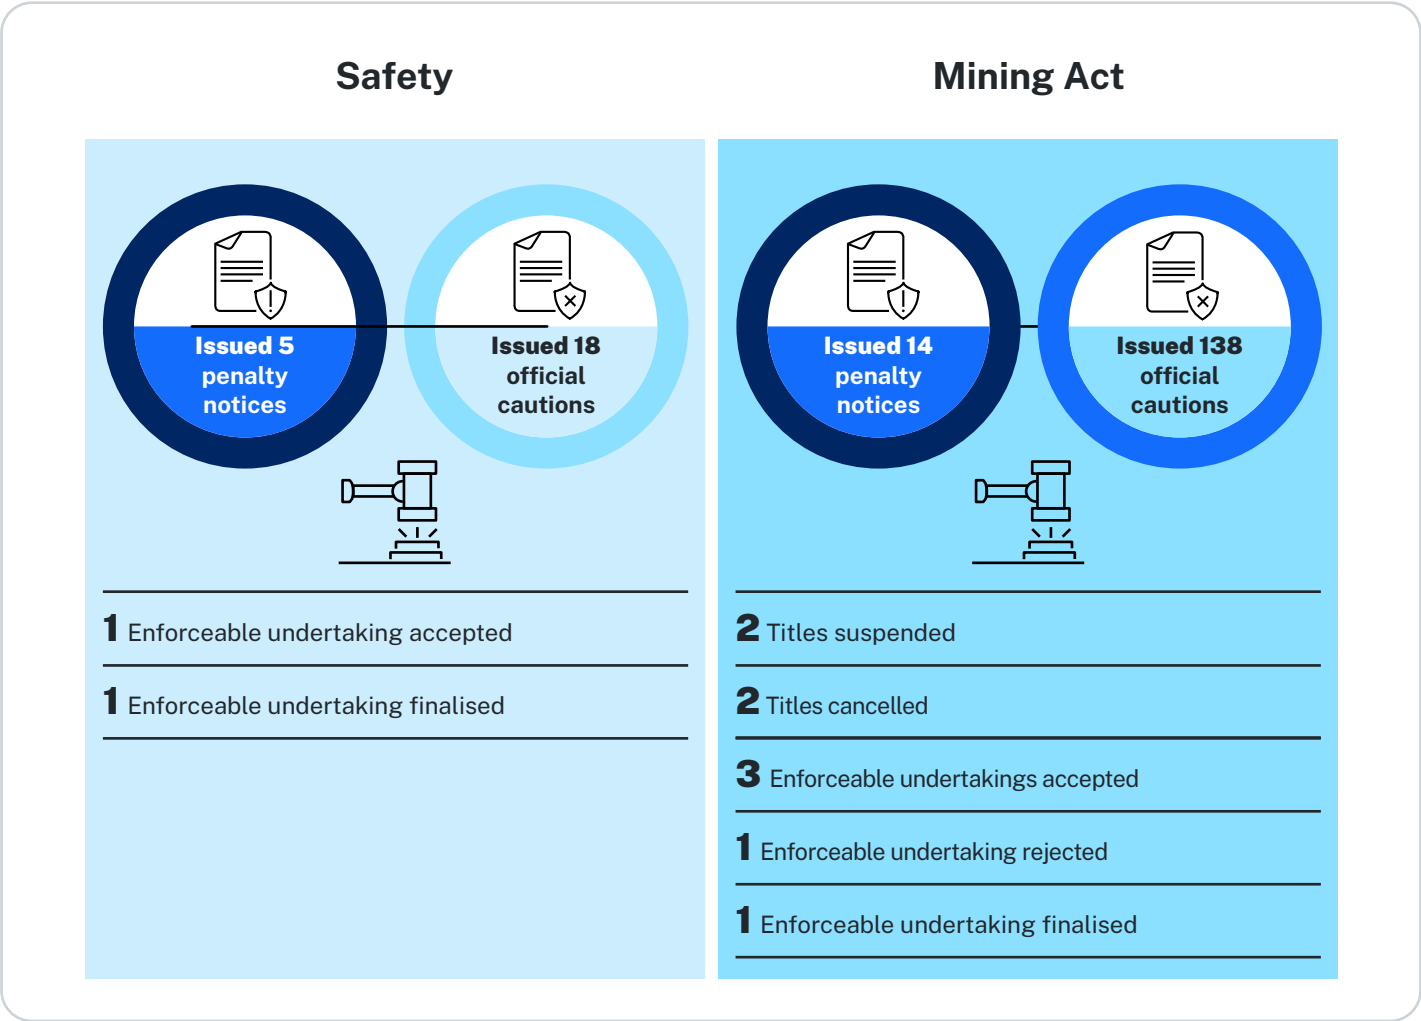 Safety
Issued 5
penalty
notices
Issued 18
official
cautions
1 Enforceable undertaking accepted
1 Enforceable undertaking finalised
Mining Act
Issued 14
penalty
notices
Issued 138
official
cautions
2 Titles suspended
2 Titles cancelled
3 Enforceable undertakings accepted
1 Enforceable undertaking rejected
1 Enforceable undertaking finalised